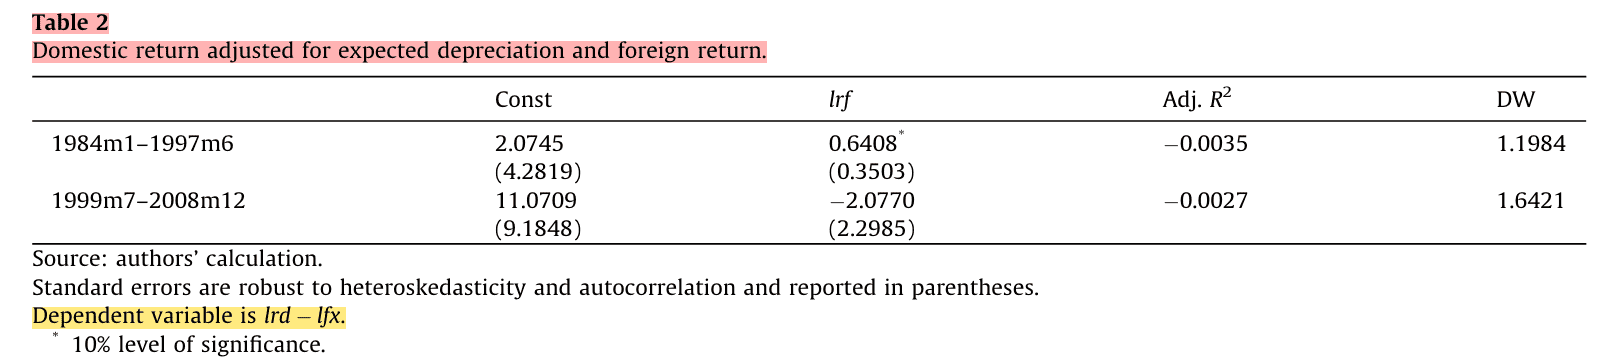 Table 2
Domestic return adjusted for expected depreciation and foreign return.
Const lrf Adj. R² DW
1984m1–1997m6 2.0745 0.6408* −0.0035 1.1984
(4.2819) (0.3503)
1999m7–2008m12 11.0709 −2.0770 −0.0027 1.6421
(9.1848) (2.2985)
Source: authors’ calculation.
Standard errors are robust to heteroskedasticity and autocorrelation and reported in parentheses.
Dependent variable is lrd − lfx.
* 10% level of significance.